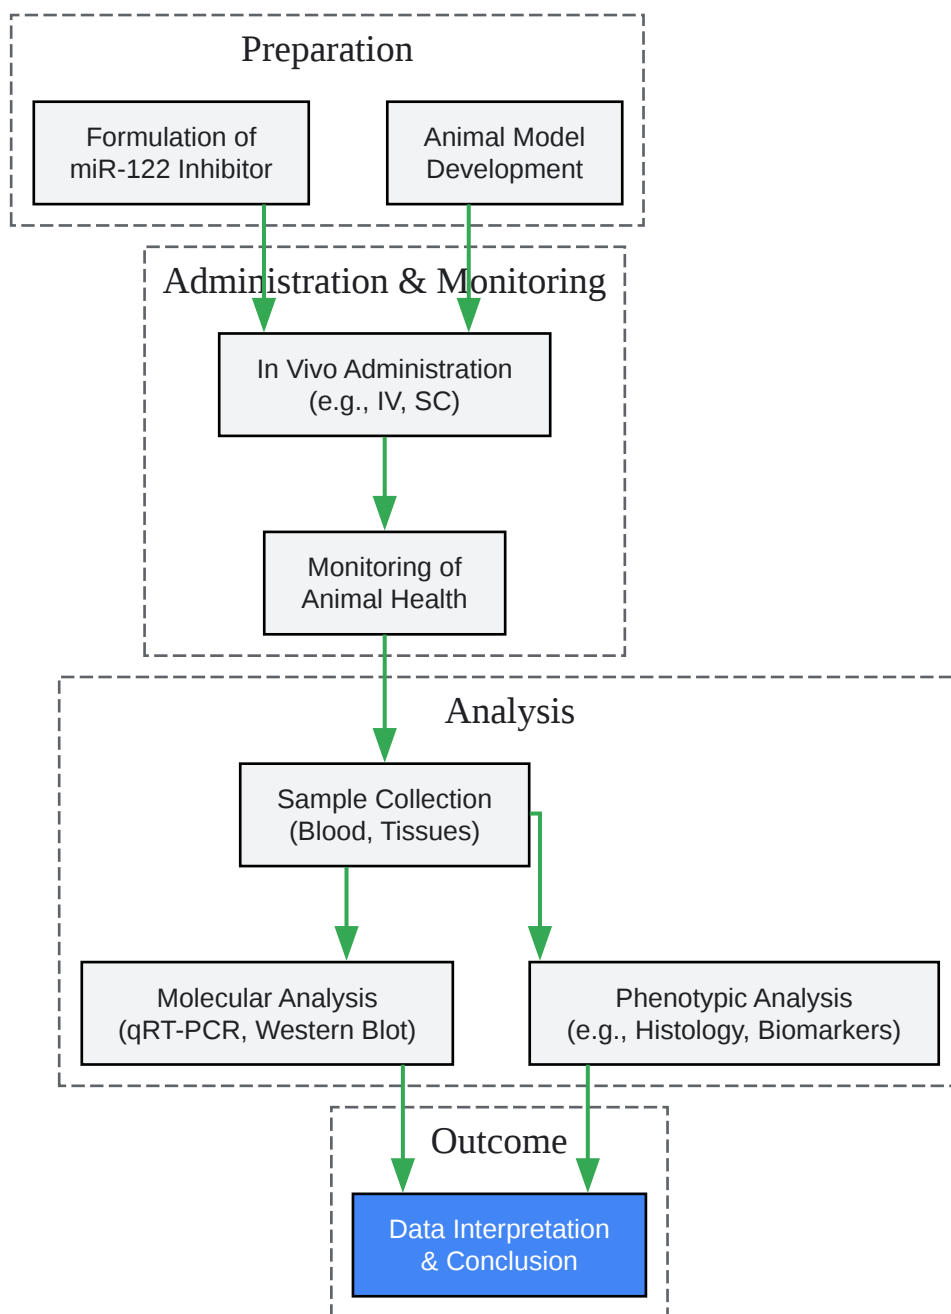 Preparation
Formulation of
miR-122 Inhibitor
Animal Model
Development
Administration & Monitoring
In Vivo Administration
(e.g., IV, SC)
Monitoring of
Animal Health
Analysis
Sample Collection
(Blood, Tissues)
Molecular Analysis
(qRT-PCR, Western Blot)
Phenotypic Analysis
(e.g., Histology, Biomarkers)
Outcome
Data Interpretation
& Conclusion